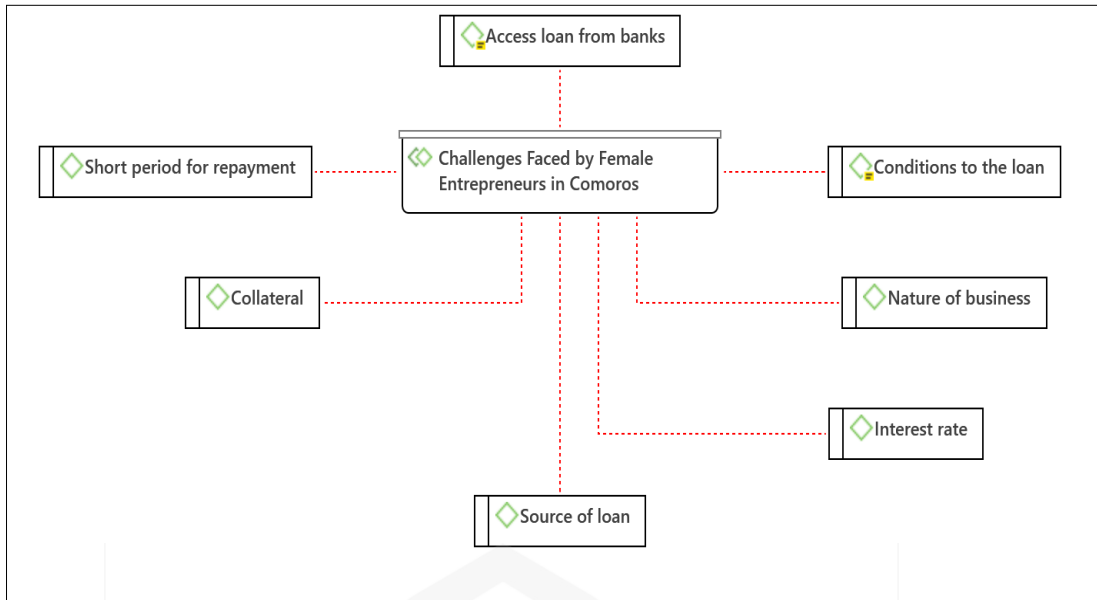 Access loan from banks
Challenges Faced by Female
Entrepreneurs in Comoros
Short period for repayment
Conditions to the loan
Collateral
Nature of business
Interest rate
Source of loan